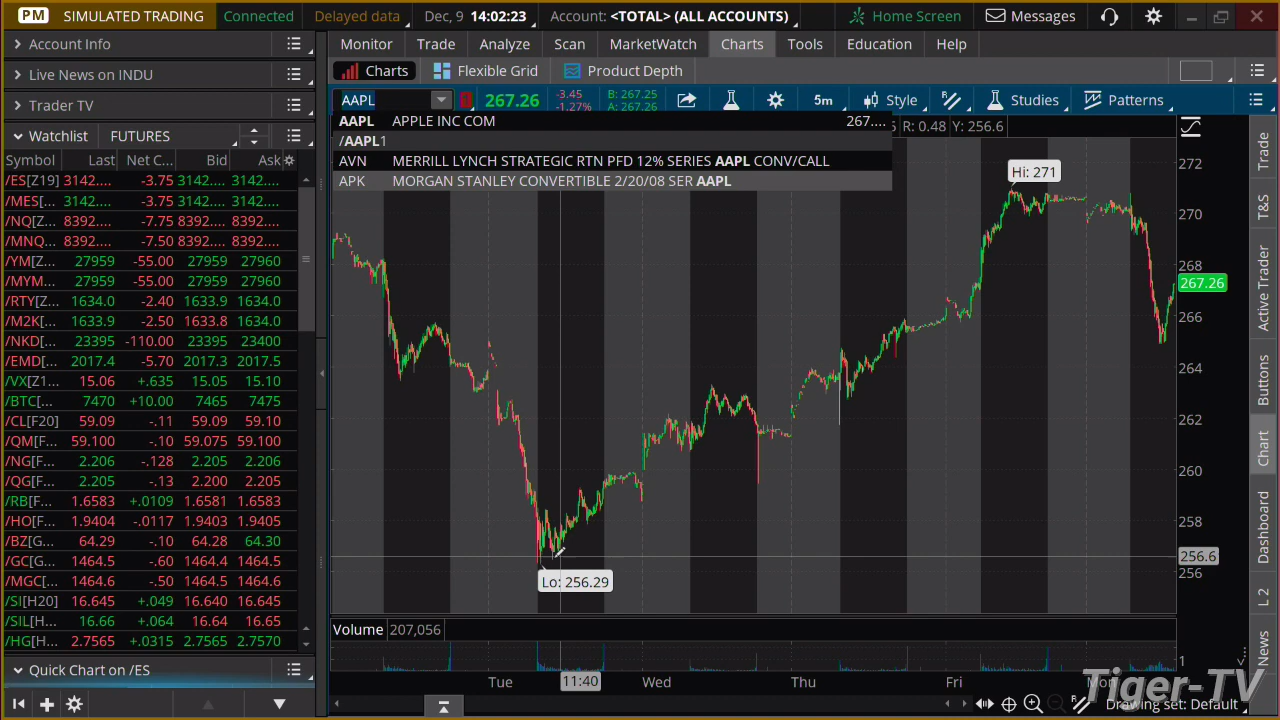 PM SIMULATED TRADING Connected Delayed data Dec, 9 14:02:23 Account: <TOTAL> (ALL ACCOUNTS) Home Screen Messages
Account Info
Live News on INDU
Trader TV
Watchlist FUTURES
Symbol Last Net C... Bid Ask
/ES[Z19] 3142.... -3.75 3142.... 3142....
/MES[... 3142.... -3.75 3142.... 3142....
/NQ[Z... 8392.... -7.75 8392.... 8392....
/MNQ... 8392.... -7.50 8392.... 8392....
/YM[Z... 27959 -55.00 27959 27960
/MYM... 27959 -55.00 27959 27960
/RTY[Z... 1634.0 -2.40 1633.9 1634.0
/M2K... 1633.9 -2.50 1633.8 1634.0
/NKD... 23395 -110.00 23395 23400
/EMD... 2017.4 -5.70 2017.3 2017.5
/VX[Z1... 15.06 +.635 15.05 15.10
/BTC[... 7470 +10.00 7465 7475
/CL[F20] 59.09 -.11 59.09 59.10
/QM[F... 59.100 -.10 59.075 59.100
/NG[F... 2.206 -.128 2.205 2.206
/QG[F... 2.205 -.13 2.200 2.205
/RB[F... 1.6583 +.0109 1.6581 1.6583
/HO[F... 1.9404 -.0117 1.9403 1.9405
/BZ[G... 64.29 -.10 64.28 64.30
/GC[G... 1464.5 -.60 1464.4 1464.5
/MGC[... 1464.6 -.50 1464.5 1464.6
/SI[H20] 16.645 +.049 16.640 16.645
/SIL[H... 16.66 +.064 16.64 16.65
/HG[H... 2.7565 +.0315 2.7565 2.7570
Quick Chart on /ES
Monitor Trade Analyze Scan MarketWatch Charts Tools Education Help
Charts Flexible Grid Product Depth
AAPL 1 267.26 -3.45 -1.27% B: 267.25 A: 267.26 5m Style Studies Patterns
AAPL APPLE INC COM 267....
/AAPL1
AVN MERRILL LYNCH STRATEGIC RTN PFD 12% SERIES AAPL CONV/CALL
APK MORGAN STANLEY CONVERTIBLE 2/20/08 SER AAPL
R: 0.48 Y: 256.6
Hi: 271
Lo: 256.29
272
270
268
267.26
266
264
262
260
258
256.6
256
Volume 207,056
1
Tue 11:40 Wed Thu Fri Mon
Drawing set: Default
Trade
T&S
Active Trader
Buttons
Chart
Dashboard
L 2
News
Tiger-TV